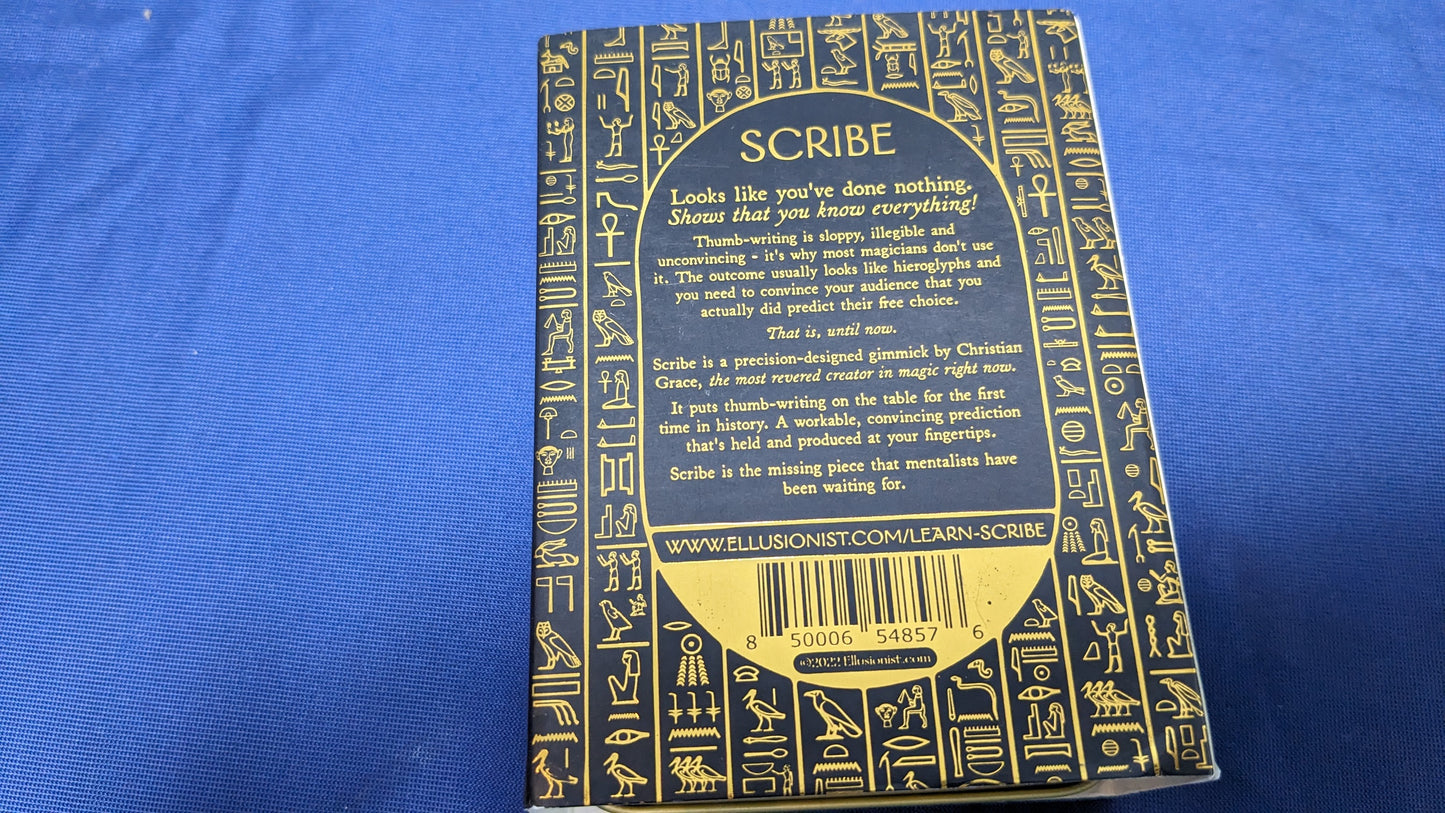 SCRIBE
Looks like you've done nothing.
Shows that you know everything!
Thumb-writing is sloppy, illegible and
unconvincing - it's why most magicians don't use
it. The outcome usually looks like hieroglyphs and
you need to convince your audience that you
actually did predict their free choice.
That is, until now.
Scribe is a precision-designed gimmick by Christian
Grace, the most revered creator in magic right now.
It puts thumb-writing on the table for the first
time in history. A workable, convincing prediction
that's held and produced at your fingertips.
Scribe is the missing piece that mentalists have
been waiting for.
WWW.ELLUSIONIST.COM/LEARN-SCRIBE
8 50006 54857 6
©2022 Ellusionist.com